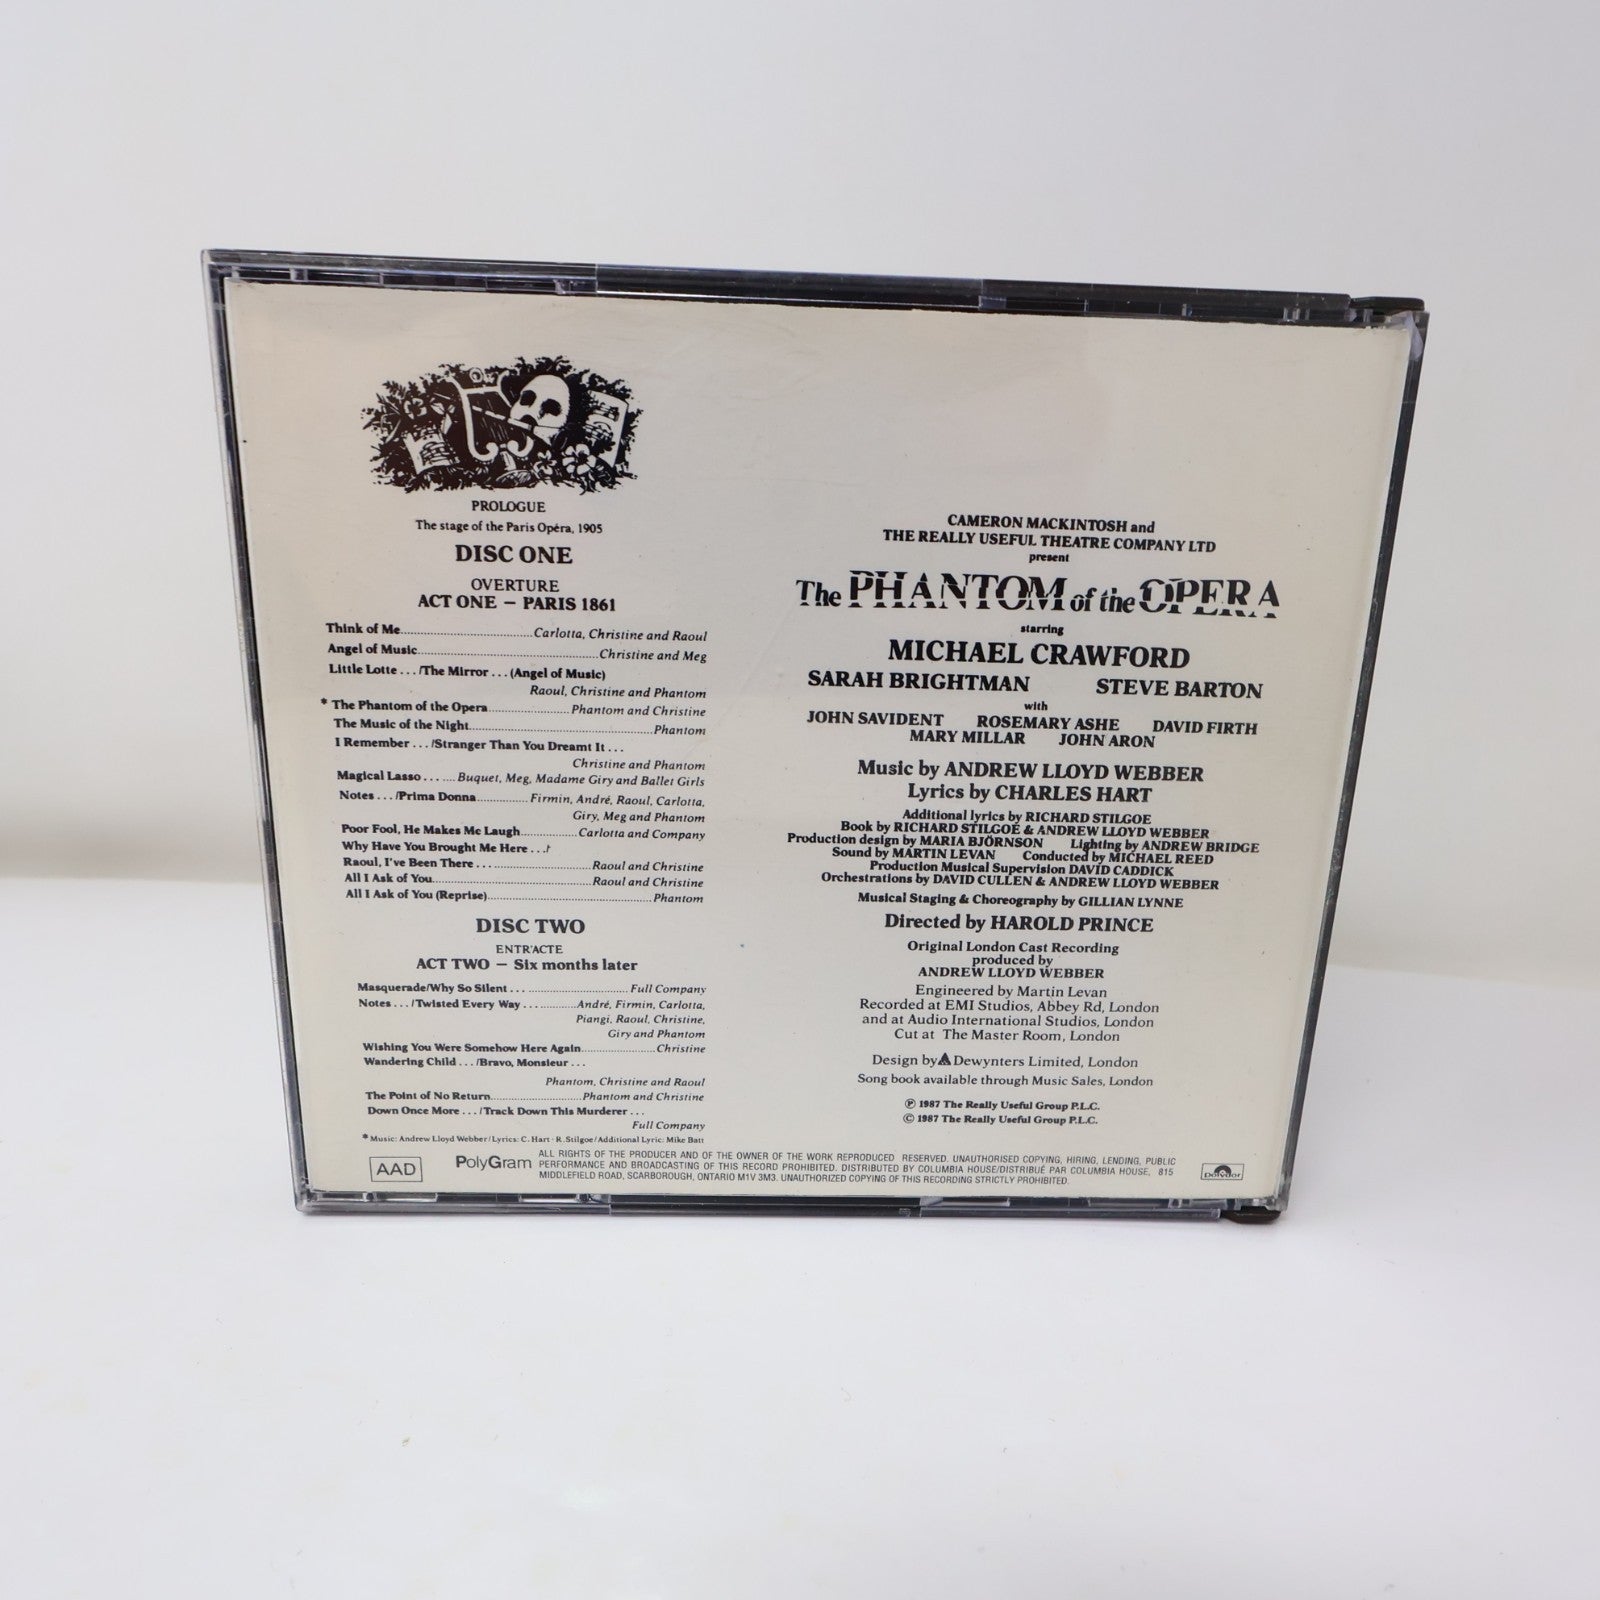 PROLOGUE
The stage of the Paris Opéra, 1905
DISC ONE
OVERTURE
ACT ONE – PARIS 1861
Think of Me..............................Carlotta, Christine and Raoul
Angel of Music..............................Christine and Meg
Little Lotte . . . /The Mirror . . . (Angel of Music)
Raoul, Christine and Phantom
* The Phantom of the Opera....................Phantom and Christine
The Music of the Night..............................Phantom
I Remember . . . /Stranger Than You Dreamt It . . .
Christine and Phantom
Magical Lasso . . . ....Buquet, Meg, Madame Giry and Ballet Girls
Notes . . . /Prima Donna.............Firmin, André, Raoul, Carlotta,
Giry, Meg and Phantom
Poor Fool, He Makes Me Laugh..............Carlotta and Company
Why Have You Brought Me Here . . ./
Raoul, I've Been There . . . ....................Raoul and Christine
All I Ask of You..............................Raoul and Christine
All I Ask of You (Reprise)..............................Phantom
DISC TWO
ENTR'ACTE
ACT TWO – Six months later
Masquerade/Why So Silent . . . ....................Full Company
Notes . . . /Twisted Every Way . . . ...........André, Firmin, Carlotta,
Piangi, Raoul, Christine,
Giry and Phantom
Wishing You Were Somehow Here Again................Christine
Wandering Child . . . /Bravo, Monsieur . . .
Phantom, Christine and Raoul
The Point of No Return....................Phantom and Christine
Down Once More . . . /Track Down This Murderer . . .
Full Company
* Music: Andrew Lloyd Webber/Lyrics: C. Hart · R. Stilgoe/Additional Lyric: Mike Batt
CAMERON MACKINTOSH and
THE REALLY USEFUL THEATRE COMPANY LTD
present
The PHANTOM of the OPERA
starring
MICHAEL CRAWFORD
SARAH BRIGHTMAN STEVE BARTON
with
JOHN SAVIDENT ROSEMARY ASHE DAVID FIRTH
MARY MILLAR JOHN ARON
Music by ANDREW LLOYD WEBBER
Lyrics by CHARLES HART
Additional lyrics by RICHARD STILGOE
Book by RICHARD STILGOE & ANDREW LLOYD WEBBER
Production design by MARIA BJÖRNSON Lighting by ANDREW BRIDGE
Sound by MARTIN LEVAN Conducted by MICHAEL REED
Production Musical Supervision DAVID CADDICK
Orchestrations by DAVID CULLEN & ANDREW LLOYD WEBBER
Musical Staging & Choreography by GILLIAN LYNNE
Directed by HAROLD PRINCE
Original London Cast Recording
produced by
ANDREW LLOYD WEBBER
Engineered by Martin Levan
Recorded at EMI Studios, Abbey Rd, London
and at Audio International Studios, London
Cut at The Master Room, London
Design by Dewynters Limited, London
Song book available through Music Sales, London
℗ 1987 The Really Useful Group P.L.C.
© 1987 The Really Useful Group P.L.C.
AAD
PolyGram
ALL RIGHTS OF THE PRODUCER AND OF THE OWNER OF THE WORK REPRODUCED RESERVED. UNAUTHORISED COPYING, HIRING, LENDING, PUBLIC
PERFORMANCE AND BROADCASTING OF THIS RECORD PROHIBITED. DISTRIBUTED BY COLUMBIA HOUSE/DISTRIBUÉ PAR COLUMBIA HOUSE, 815
MIDDLEFIELD ROAD, SCARBOROUGH, ONTARIO M1V 3M3. UNAUTHORIZED COPYING OF THIS RECORDING STRICTLY PROHIBITED.
Polydor